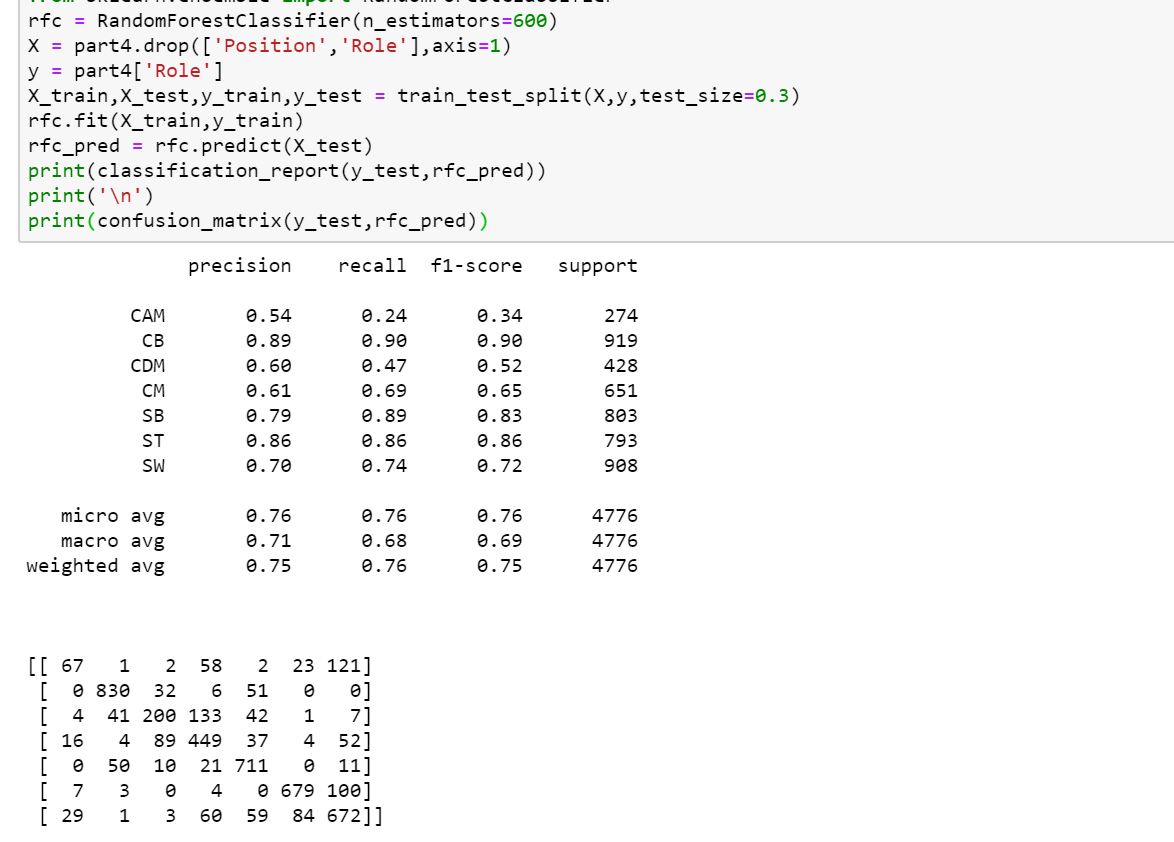 rfc = RandomForestClassifier(n_estimators=600)
X = part4.drop(['Position','Role'],axis=1)
y = part4['Role']
X_train,X_test,y_train,y_test = train_test_split(X,y,test_size=0.3)
rfc.fit(X_train,y_train)
rfc_pred = rfc.predict(X_test)
print(classification_report(y_test,rfc_pred))
print('\n')
print(confusion_matrix(y_test,rfc_pred))
precision recall f1-score support
CAM 0.54 0.24 0.34 274
CB 0.89 0.90 0.90 919
CDM 0.60 0.47 0.52 428
CM 0.61 0.69 0.65 651
SB 0.79 0.89 0.83 803
ST 0.86 0.86 0.86 793
SW 0.70 0.74 0.72 908
micro avg 0.76 0.76 0.76 4776
macro avg 0.71 0.68 0.69 4776
weighted avg 0.75 0.76 0.75 4776
[[ 67 1 2 58 2 23 121]
[ 0 830 32 6 51 0 0]
[ 4 41 200 133 42 1 7]
[ 16 4 89 449 37 4 52]
[ 0 50 10 21 711 0 11]
[ 7 3 0 4 0 679 100]
[ 29 1 3 60 59 84 672]]